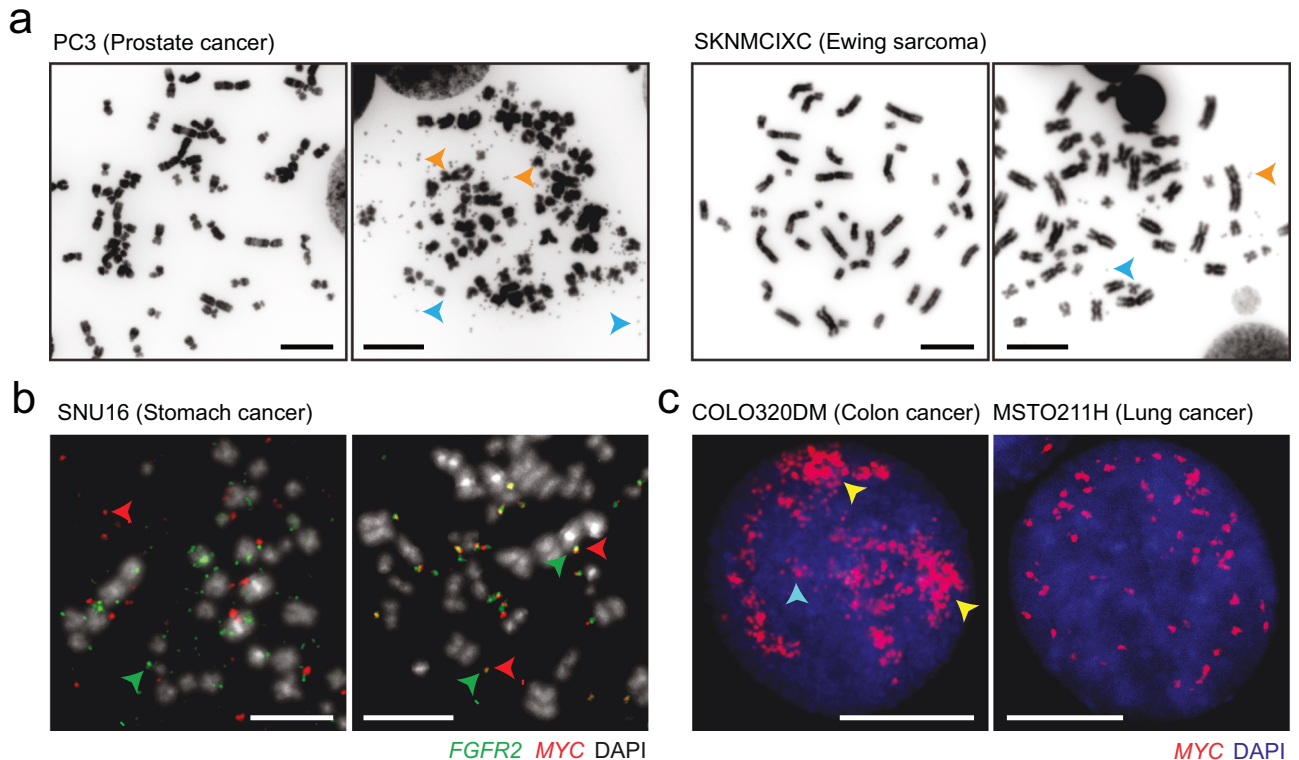 a
PC3 (Prostate cancer)
SKNMCIXC (Ewing sarcoma)
b
SNU16 (Stomach cancer)
c
COLO320DM (Colon cancer)
MSTO211H (Lung cancer)
FGFR2 MYC DAPI
MYC DAPI